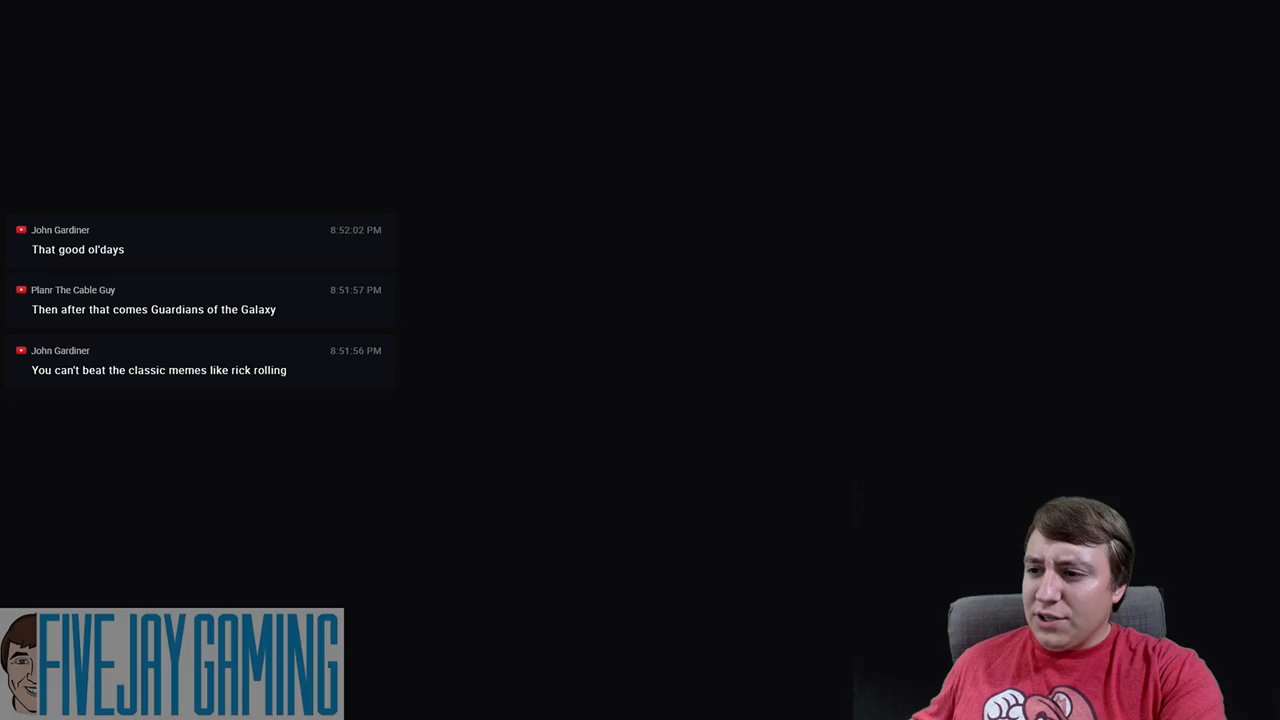 John Gardiner 8:52:02 PM
That good ol'days
Planr The Cable Guy 8:51:57 PM
Then after that comes Guardians of the Galaxy
John Gardiner 8:51:56 PM
You can't beat the classic memes like rick rolling
FIVEJAYGAMING